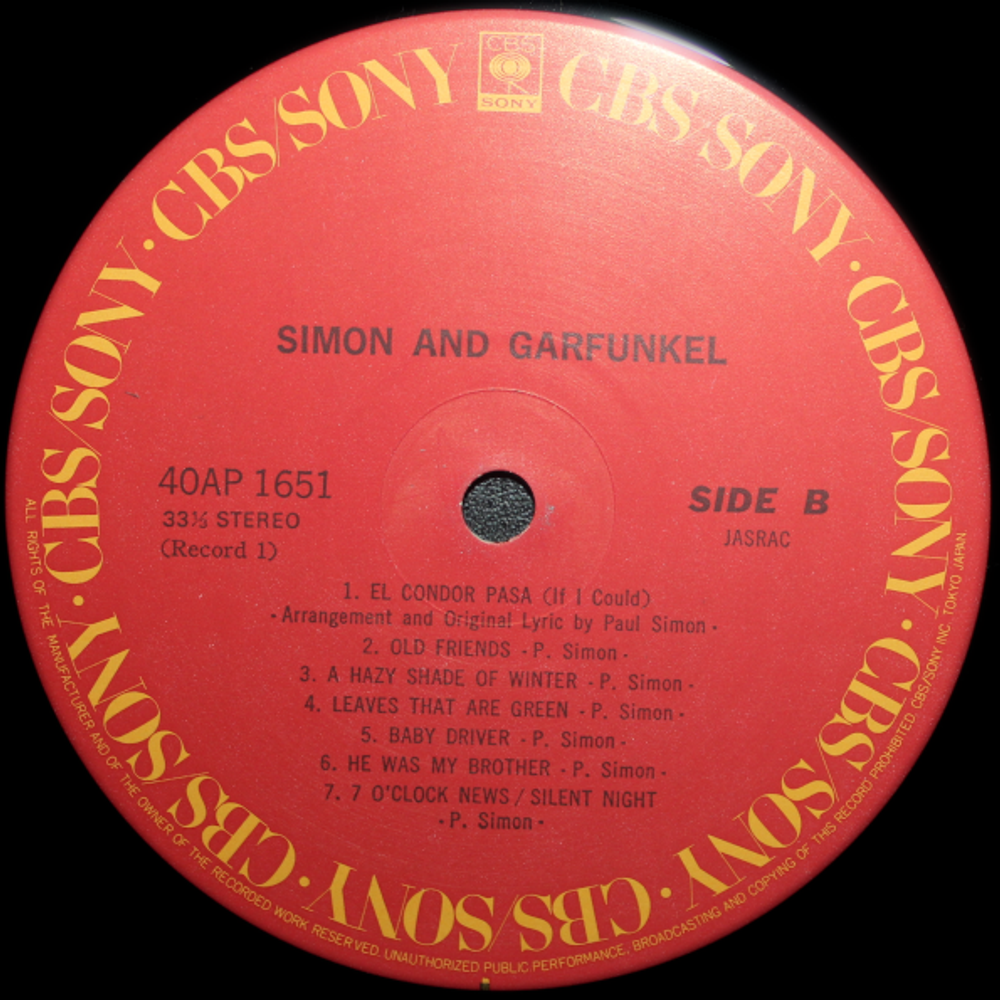 CBS
SONY
CBS/SONY · CBS/SONY · CBS/SONY · CBS/SONY · CBS/SONY · CBS/SONY · CBS/SONY · CBS/SONY · CBS/SONY
SIMON AND GARFUNKEL
40AP 1651
33⅓ STEREO
(Record 1)
SIDE B
JASRAC
1. EL CONDOR PASA (If I Could)
·Arrangement and Original Lyric by Paul Simon·
2. OLD FRIENDS ·P. Simon·
3. A HAZY SHADE OF WINTER ·P. Simon·
4. LEAVES THAT ARE GREEN ·P. Simon·
5. BABY DRIVER ·P. Simon·
6. HE WAS MY BROTHER ·P. Simon·
7. 7 O'CLOCK NEWS / SILENT NIGHT
·P. Simon·
ALL RIGHTS OF THE MANUFACTURER AND OF THE OWNER OF THE RECORDED WORK RESERVED. UNAUTHORIZED PUBLIC PERFORMANCE, BROADCASTING AND COPYING OF THIS RECORD PROHIBITED CBS/SONY INC. TOKYO JAPAN